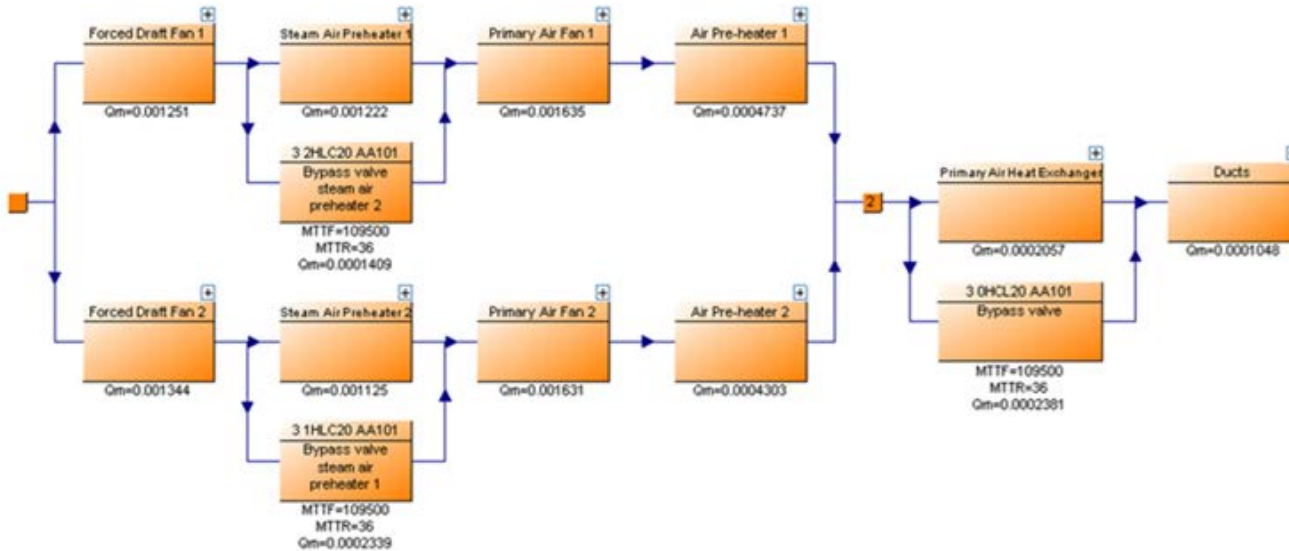 Forced Draft Fan 1
Steam Air Preheater 1
Primary Air Fan 1
Air Pre-heater 1
Qm=0.001251
Qm=0.001222
Qm=0.001635
Qm=0.0004737
3 2HLC20 AA101
Bypass valve
steam air
preheater 2
MTTF=109500
MTTR=36
Qm=0.0001409
2
Primary Air Heat Exchanger
Ducts
Qm=0.0002057
Qm=0.0001048
3 0HCL20 AA101
Bypass valve
MTTF=109500
MTTR=36
Qm=0.0002381
Forced Draft Fan 2
Steam Air Preheater 2
Primary Air Fan 2
Air Pre-heater 2
Qm=0.001344
Qm=0.001125
Qm=0.001631
Qm=0.0004303
3 1HLC20 AA101
Bypass valve
steam air
preheater 1
MTTF=109500
MTTR=36
Qm=0.0002339